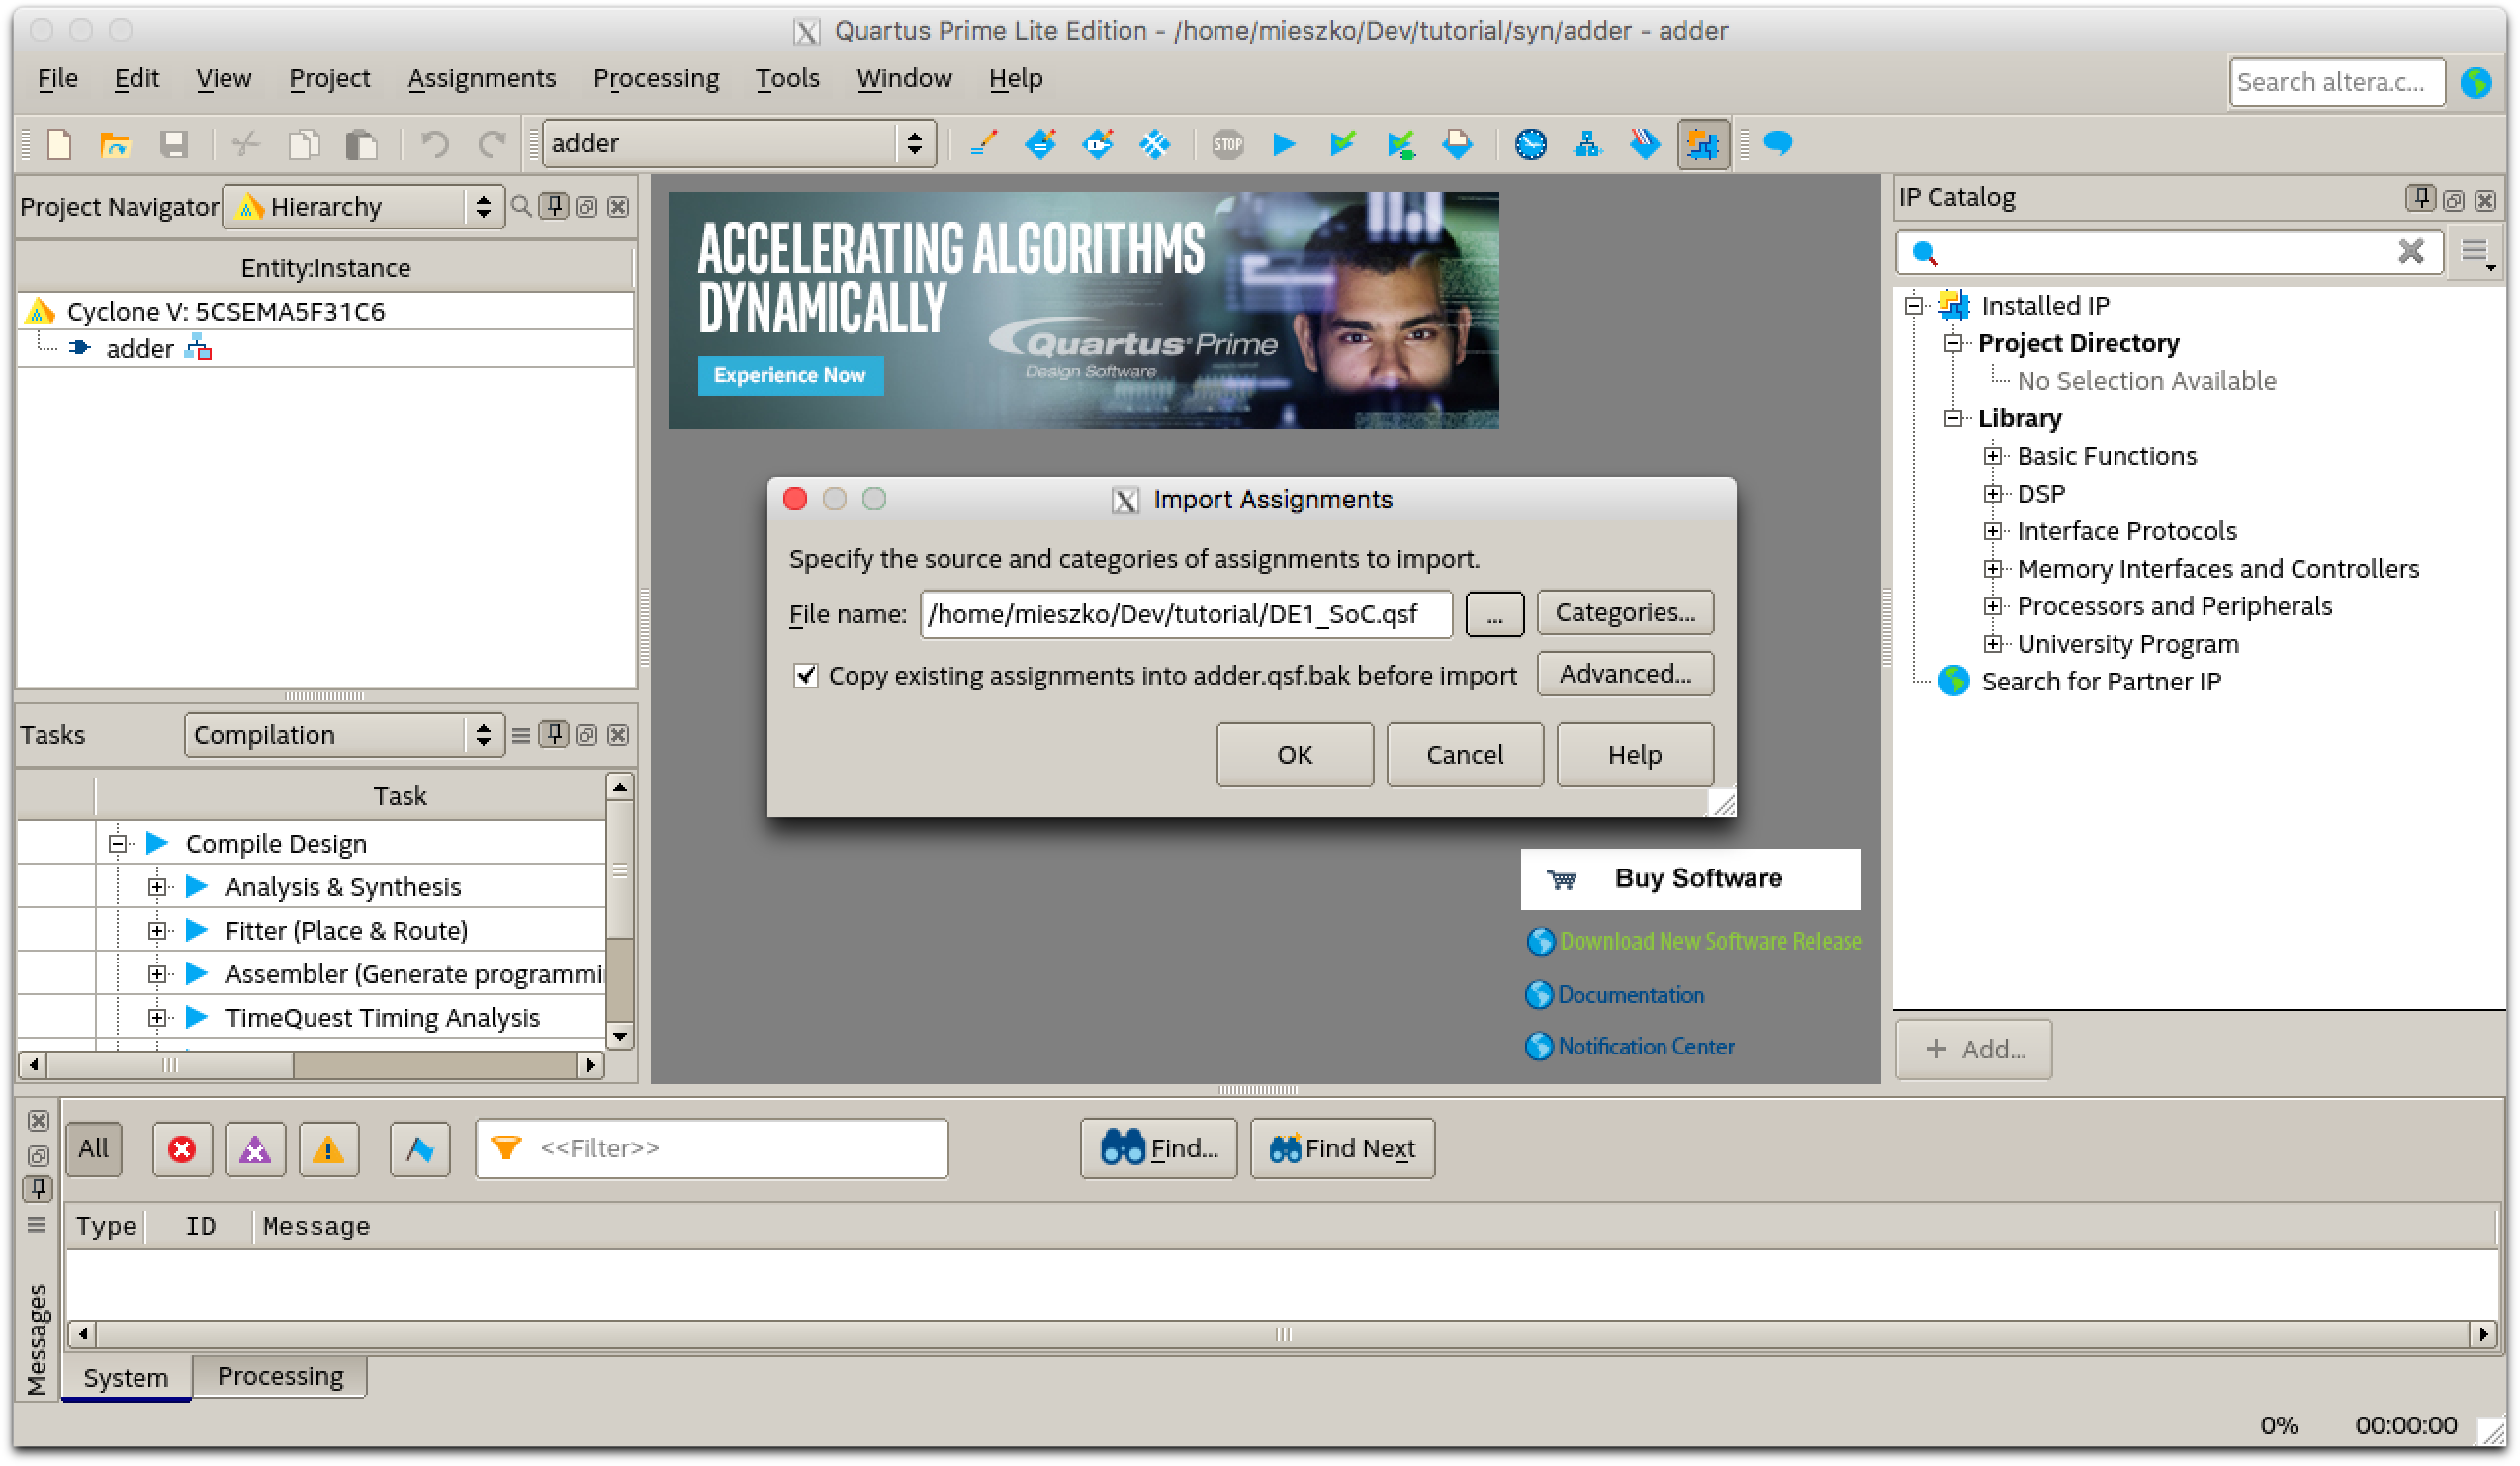 Quartus Prime Lite Edition - /home/mieszko/Dev/tutorial/syn/adder - adder
File Edit View Project Assignments Processing Tools Window Help
Search altera.c...
adder
STOP
Project Navigator Hierarchy
Entity:Instance
Cyclone V: 5CSEMA5F31C6
adder
ACCELERATING ALGORITHMS
DYNAMICALLY
Quartus Prime
Design Software
Experience Now
IP Catalog
Installed IP
Project Directory
No Selection Available
Library
Basic Functions
DSP
Interface Protocols
Memory Interfaces and Controllers
Processors and Peripherals
University Program
Search for Partner IP
+ Add...
Import Assignments
Specify the source and categories of assignments to import.
File name: /home/mieszko/Dev/tutorial/DE1_SoC.qsf ... Categories...
Copy existing assignments into adder.qsf.bak before import Advanced...
OK Cancel Help
Tasks Compilation
Task
Compile Design
Analysis & Synthesis
Fitter (Place & Route)
Assembler (Generate programmi
TimeQuest Timing Analysis
Buy Software
Download New Software Release
Documentation
Notification Center
All <<Filter>> Find... Find Next
Type ID Message
Messages
System Processing
0% 00:00:00